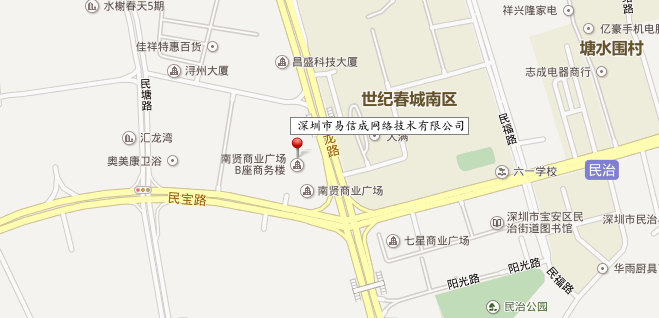 水榭春天5期
祥兴隆家电
亿豪手机电脑
佳祥特惠百货
塘水围村
昌盛科技大厦
浔州大厦
志成电器商行
民塘路
世纪春城南区
深圳市易信成网络技术有限公司
民福路
汇龙湾
龙路
大满
南贤商业广场
B座商务楼
奥美康卫浴
六一学校
民治
南贤商业广场
民宝路
深圳市宝安区民
治街道图书馆
深圳市民治
七星商业广场
阳光路
阳光路
民福路
华雨厨具
民治公园